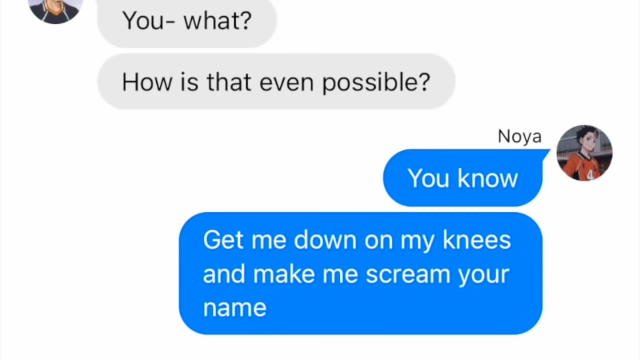 You- what?
How is that even possible?
Noya
You know
Get me down on my knees
and make me scream your
name